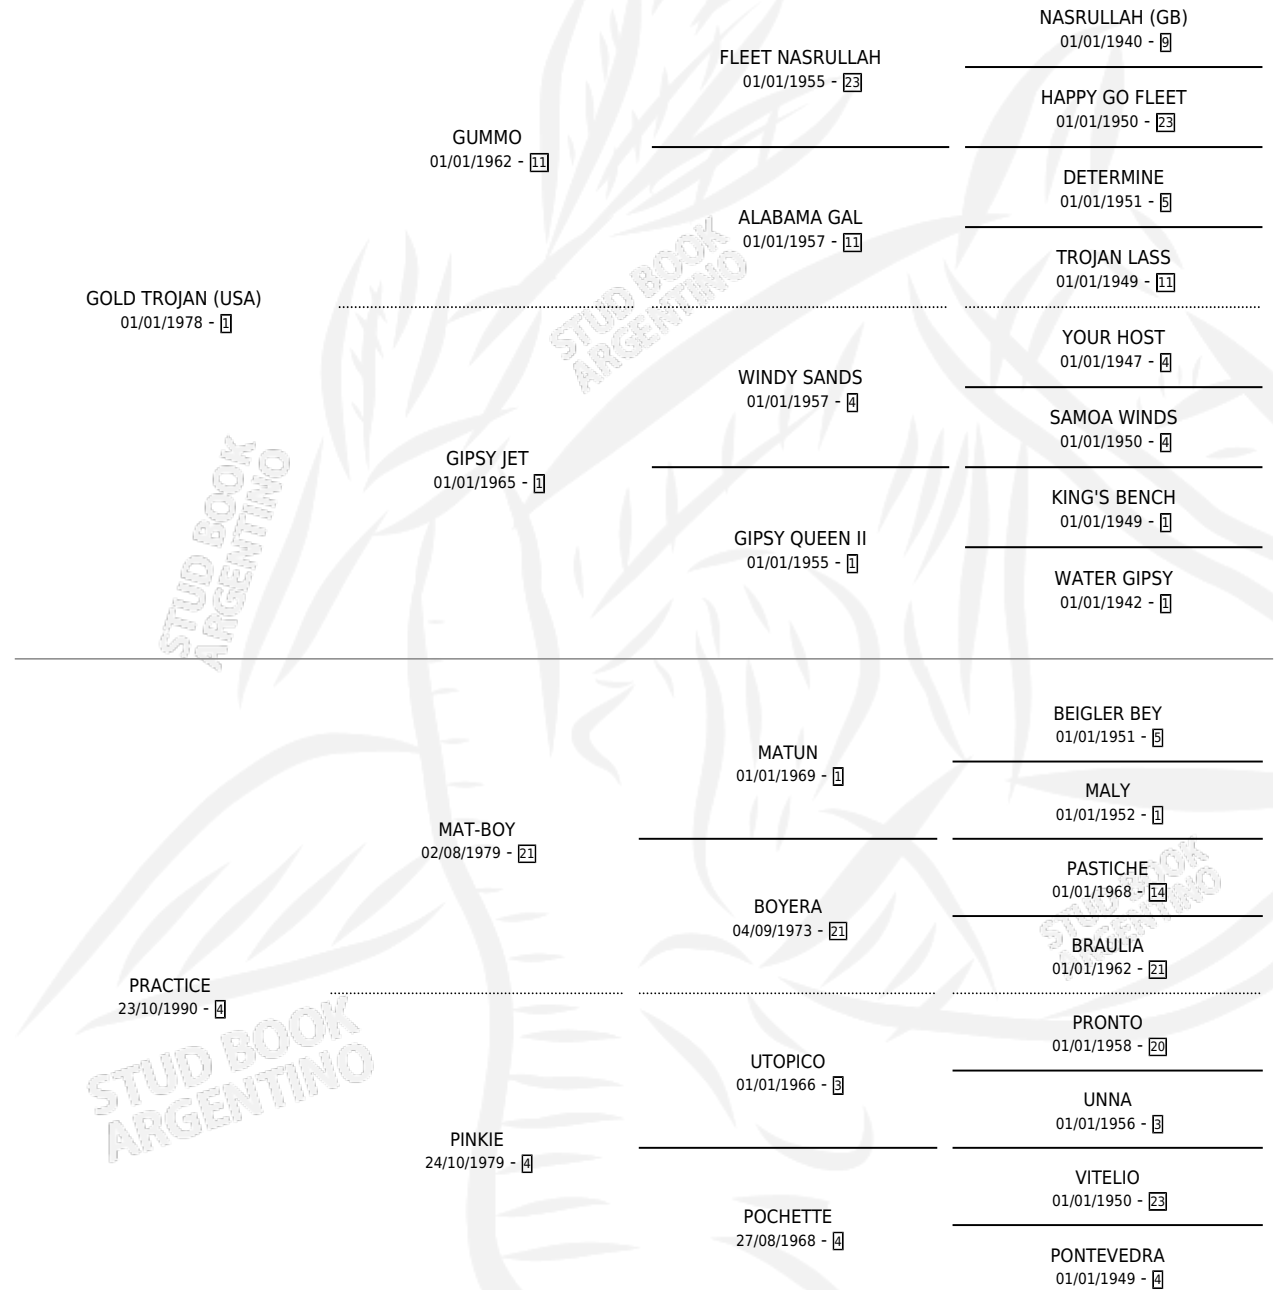 NASRULLAH (GB)
01/01/1940 - 9
FLEET NASRULLAH
01/01/1955 - 23
HAPPY GO FLEET
01/01/1950 - 23
GUMMO
01/01/1962 - 11
DETERMINE
01/01/1951 - 5
ALABAMA GAL
01/01/1957 - 11
TROJAN LASS
01/01/1949 - 11
GOLD TROJAN (USA)
01/01/1978 - 1
YOUR HOST
01/01/1947 - 4
WINDY SANDS
01/01/1957 - 4
SAMOA WINDS
01/01/1950 - 4
GIPSY JET
01/01/1965 - 1
KING'S BENCH
01/01/1949 - 1
GIPSY QUEEN II
01/01/1955 - 1
WATER GIPSY
01/01/1942 - 1
BEIGLER BEY
01/01/1951 - 5
MATUN
01/01/1969 - 1
MALY
01/01/1952 - 1
MAT-BOY
02/08/1979 - 21
PASTICHE
01/01/1968 - 14
BOYERA
04/09/1973 - 21
BRAULIA
01/01/1962 - 21
PRACTICE
23/10/1990 - 4
PRONTO
01/01/1958 - 20
UTOPICO
01/01/1966 - 3
UNNA
01/01/1956 - 3
PINKIE
24/10/1979 - 4
VITELIO
01/01/1950 - 23
POCHETTE
27/08/1968 - 4
PONTEVEDRA
01/01/1949 - 4
STUD BOOK
ARGENTINO
STUD BOOK
ARGENTINO
STUD BOOK
ARGENTINO
STUD BOOK
ARGENTINO